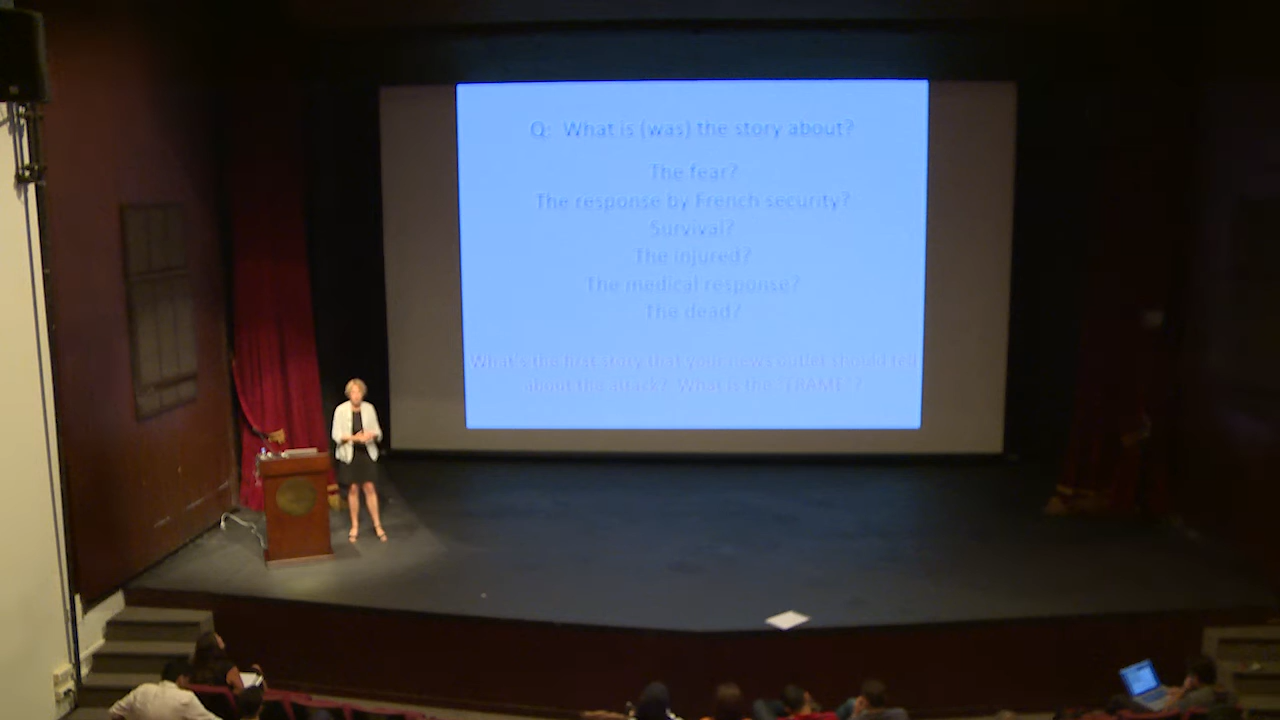 Q: What is (was) the story about?
The fear?
The response by French security?
Survival?
The injured?
The medical response?
The dead?
What's the first story that your news outlet should tell
about the attack? What is the "FRAME"?